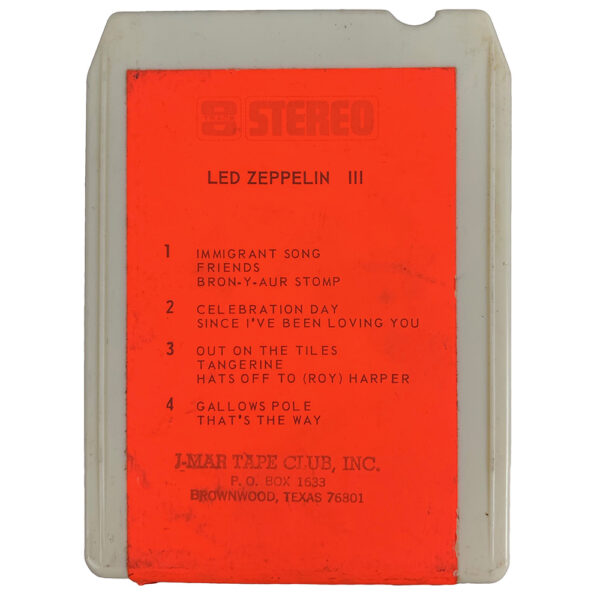 8 TRACK STEREO
LED ZEPPELIN III
1 IMMIGRANT SONG
FRIENDS
BRON-Y-AUR STOMP
2 CELEBRATION DAY
SINCE I'VE BEEN LOVING YOU
3 OUT ON THE TILES
TANGERINE
HATS OFF TO (ROY) HARPER
4 GALLOWS POLE
THAT'S THE WAY
J-MAR TAPE CLUB, INC.
P. O. BOX 1633
BROWNWOOD, TEXAS 76801